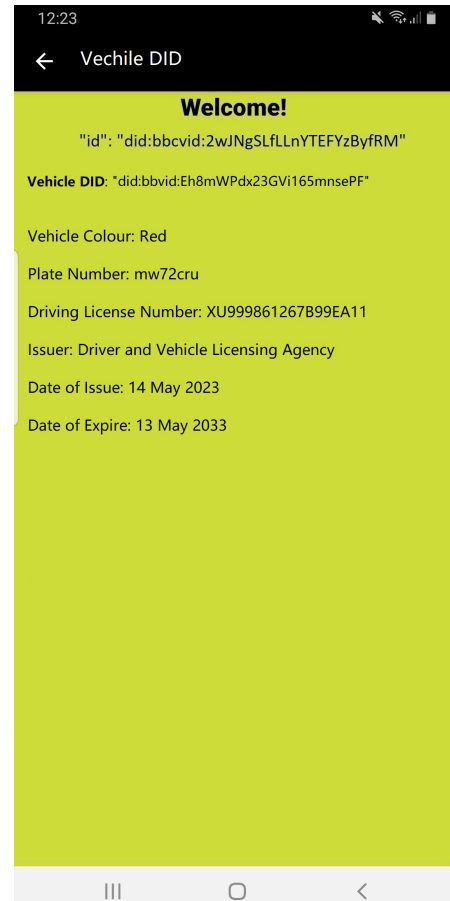 12:23
Vechile DID
Welcome!
"id": "did:bbcvid:2wJNgSLfLLnYTEFYzByfRM"
Vehicle DID: "did:bbvid:Eh8mWPdx23GVi165mnsePF"
Vehicle Colour: Red
Plate Number: mw72cru
Driving License Number: XU999861267B99EA11
Issuer: Driver and Vehicle Licensing Agency
Date of Issue: 14 May 2023
Date of Expire: 13 May 2033